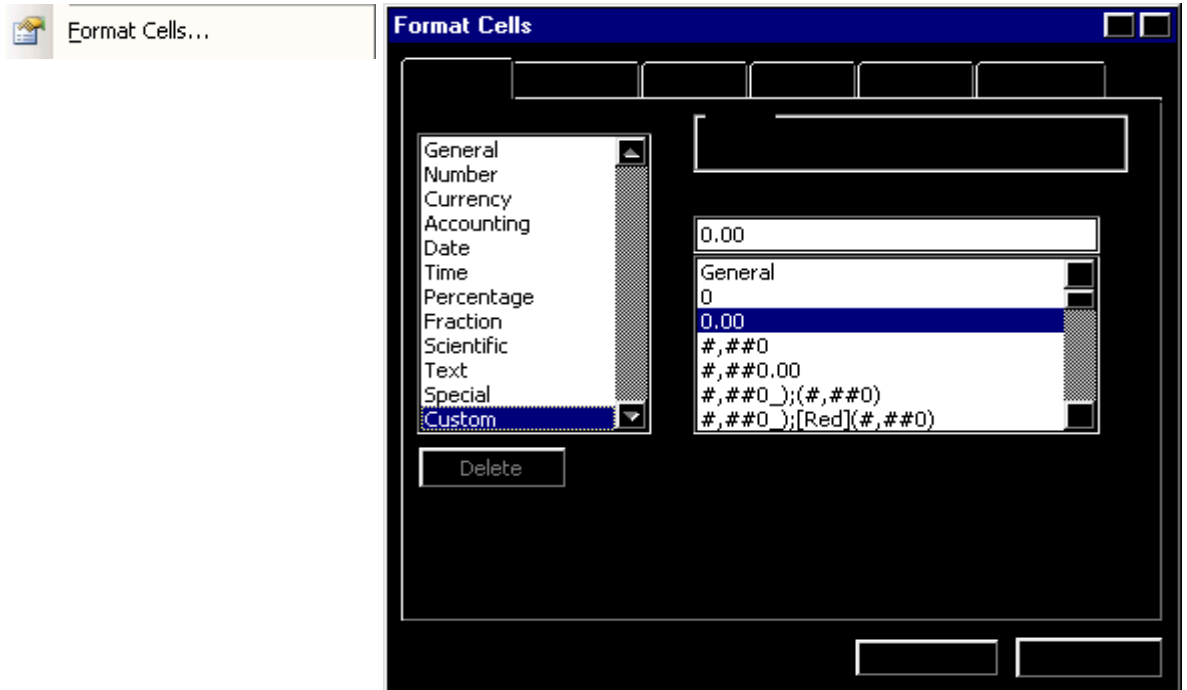 Format Cells...
Format Cells
General
Number
Currency
Accounting
Date
Time
Percentage
Fraction
Scientific
Text
Special
Custom
Delete
0.00
General
0
0.00
#,##0
#,##0.00
#,##0_);(#,##0)
#,##0_);[Red](#,##0)